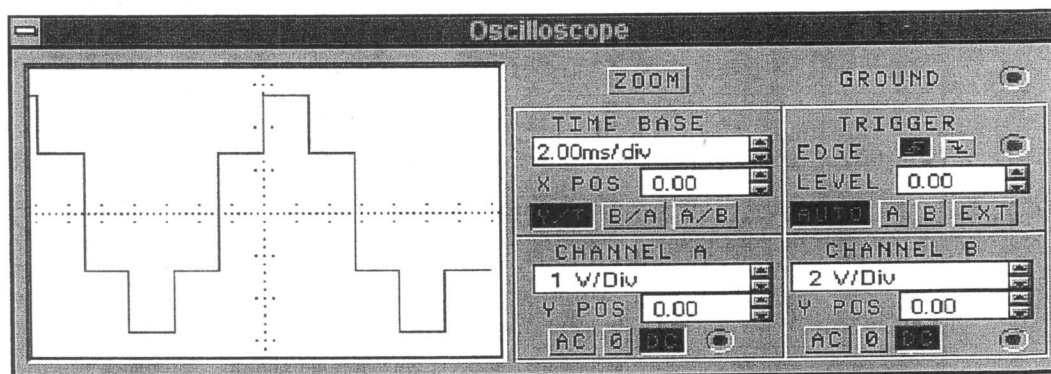 Oscilloscope
ZOOM GROUND
TIME BASE
2.00ms/div
X POS 0.00
Y/T B/A A/B
TRIGGER
EDGE
LEVEL 0.00
AUTO A B EXT
CHANNEL A
1 V/Div
Y POS 0.00
AC 0 DC
CHANNEL B
2 V/Div
Y POS 0.00
AC 0 DC